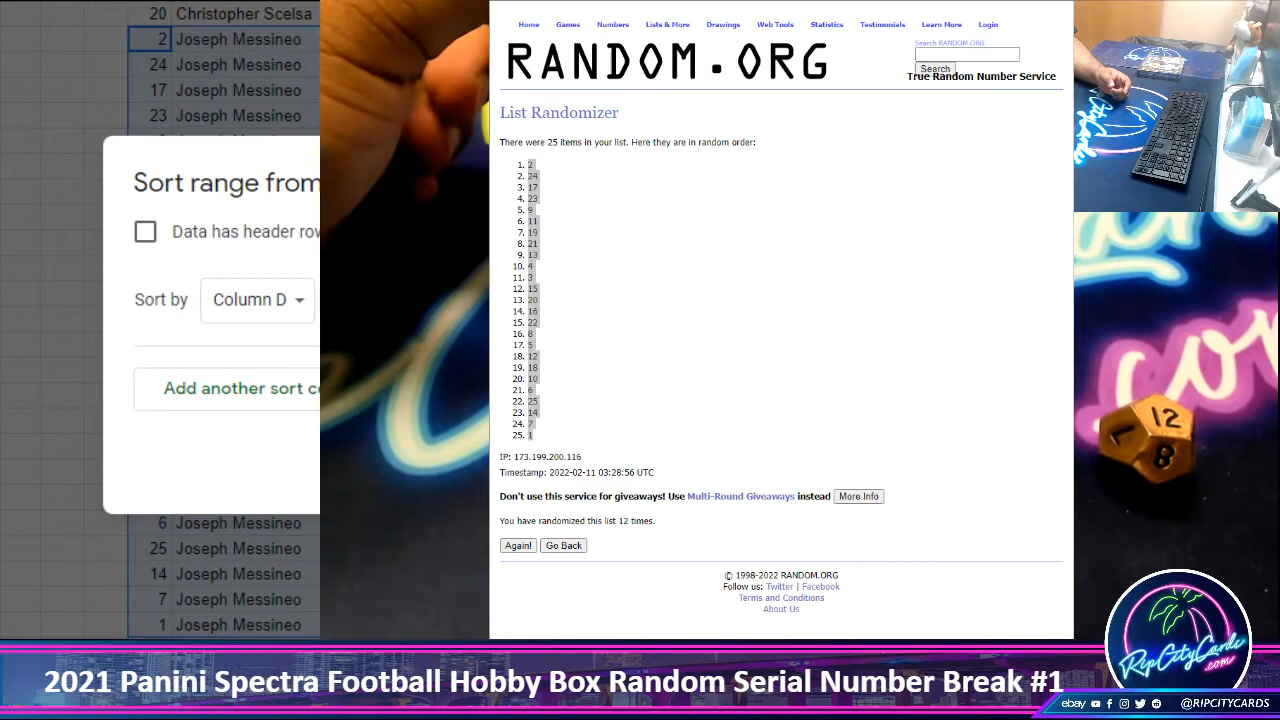 20 Christopher Scelsa
2 Joseph Messineo
24 Joseph Messineo
17 Joseph Messineo
23 Joseph Messineo
Sort range from
Data has header row
Sort by Column D
Add another sort co
6 Joseph Messineo
25 Joseph Messineo
14 Joseph Messineo
7 Joseph Messineo
1 Joseph Messineo
Home Games Numbers Lists & More Drawings Web Tools Statistics Testimonials Learn More Login
RANDOM.ORG
Search RANDOM.ORG
Search
True Random Number Service
List Randomizer
There were 25 items in your list. Here they are in random order:
1. 2
2. 24
3. 17
4. 23
5. 9
6. 11
7. 19
8. 21
9. 13
10. 4
11. 3
12. 15
13. 20
14. 16
15. 22
16. 8
17. 5
18. 12
19. 18
20. 10
21. 6
22. 25
23. 14
24. 7
25. 1
IP: 173.199.200.116
Timestamp: 2022-02-11 03:28:56 UTC
Don't use this service for giveaways! Use Multi-Round Giveaways instead More Info
You have randomized this list 12 times.
Again! Go Back
© 1998-2022 RANDOM.ORG
Follow us: Twitter | Facebook
Terms and Conditions
About Us
12
8
RipCityCards
.com
2021 Panini Spectra Football Hobby Box Random Serial Number Break #1
ebay @RIPCITYCARDS